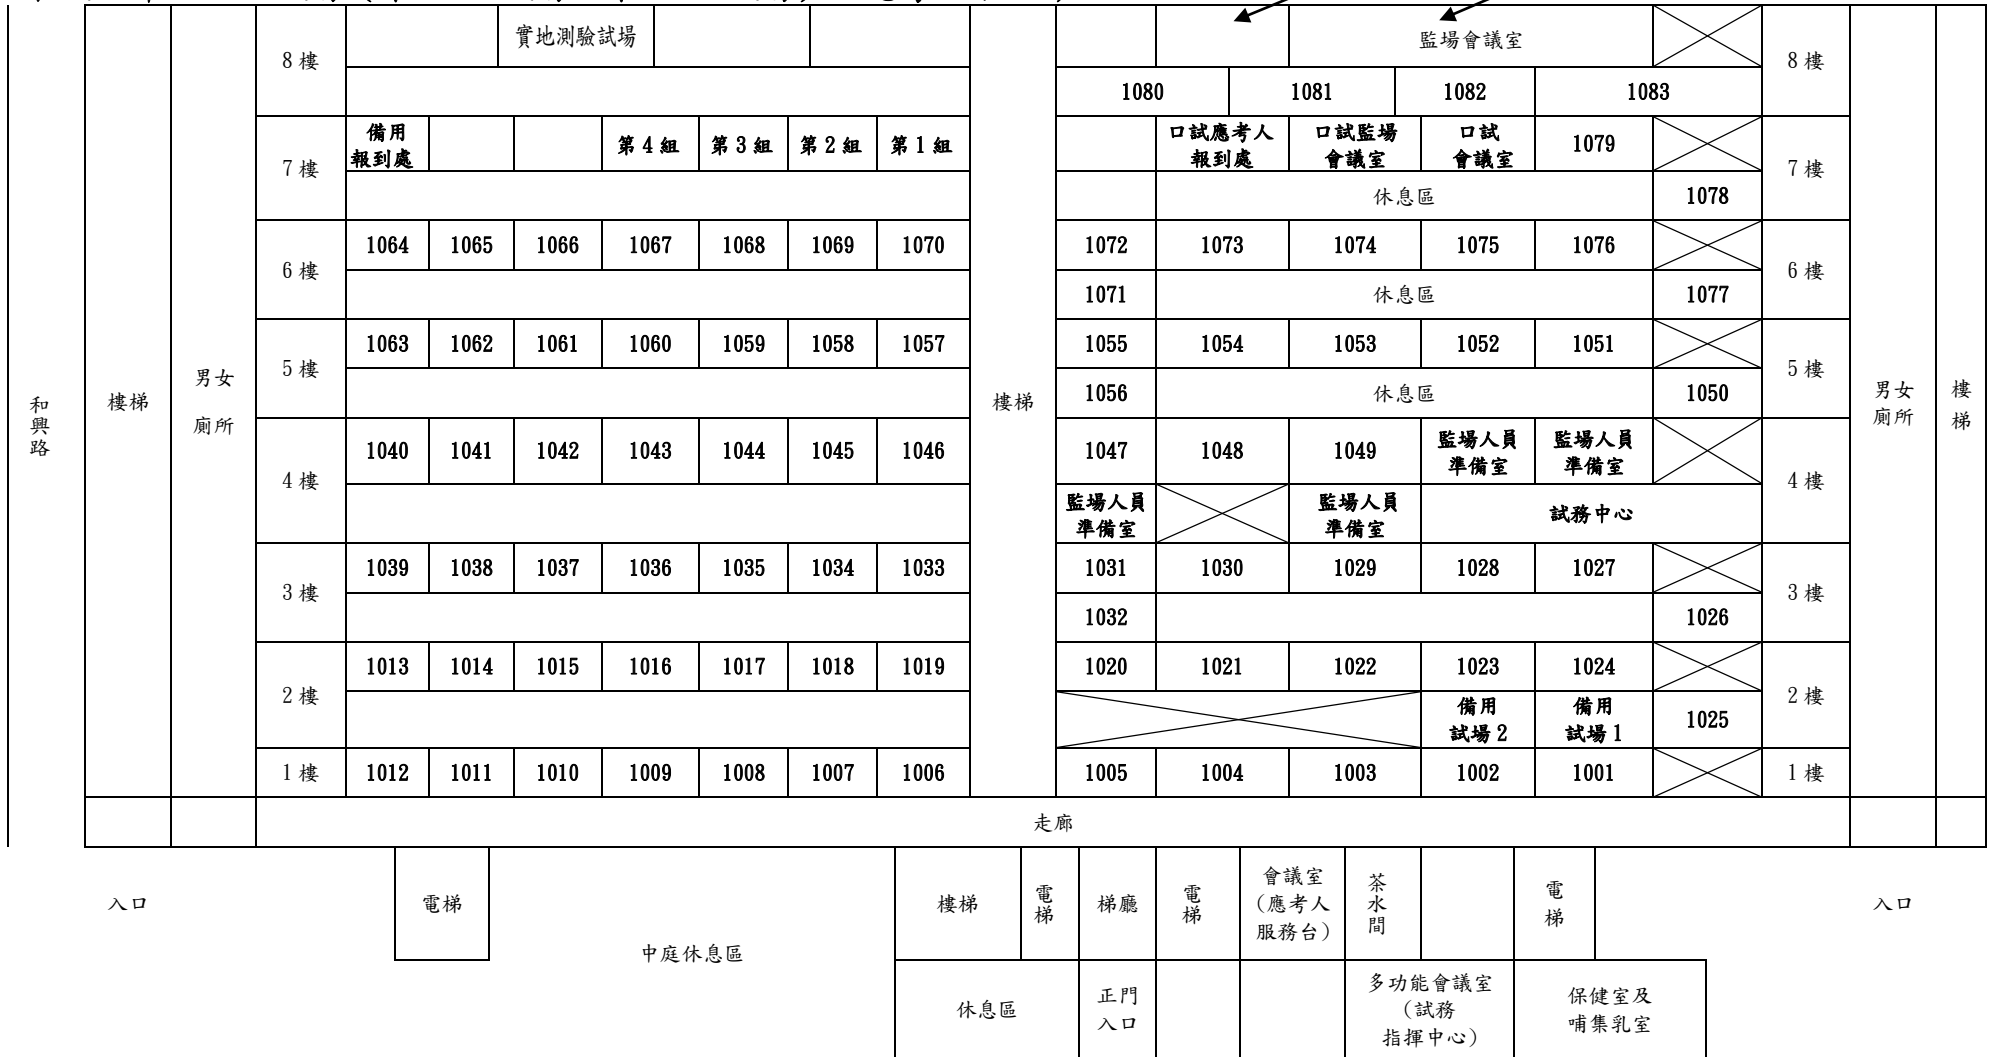 8樓
實地測驗試場
監場會議室
8樓
1080
1081
1082
1083
7樓
備用
報到處
第4組
第3組
第2組
第1組
口試應考人
報到處
口試監場
會議室
口試
會議室
1079
7樓
休息區
1078
6樓
1064
1065
1066
1067
1068
1069
1070
1072
1073
1074
1075
1076
6樓
1071
休息區
1077
5樓
1063
1062
1061
1060
1059
1058
1057
1055
1054
1053
1052
1051
5樓
1056
休息區
1050
和興路
樓梯
男女
廁所
樓梯
男女
廁所
樓梯
4樓
1040
1041
1042
1043
1044
1045
1046
1047
1048
1049
監場人員
準備室
監場人員
準備室
4樓
監場人員
準備室
監場人員
準備室
試務中心
3樓
1039
1038
1037
1036
1035
1034
1033
1031
1030
1029
1028
1027
3樓
1032
1026
2樓
1013
1014
1015
1016
1017
1018
1019
1020
1021
1022
1023
1024
2樓
備用
試場2
備用
試場1
1025
1樓
1012
1011
1010
1009
1008
1007
1006
1005
1004
1003
1002
1001
1樓
走廊
入口
電梯
中庭休息區
樓梯
電梯
梯廳
電梯
會議室
(應考人
服務台)
茶水間
電梯
入口
休息區
正門
入口
多功能會議室
(試務
指揮中心)
保健室及
哺集乳室